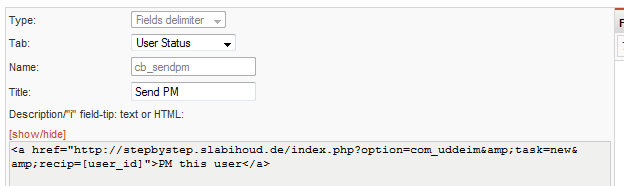 Type: Fields delimiter
Tab: User Status
Name: cb_sendpm
Title: Send PM
Description/"i" field-tip: text or HTML:
[show/hide]
<a href="http://stepbystep.slabihoud.de/index.php?option=com_uddeim&amp;task=new&
amp;recip=[user_id]">PM this user</a>